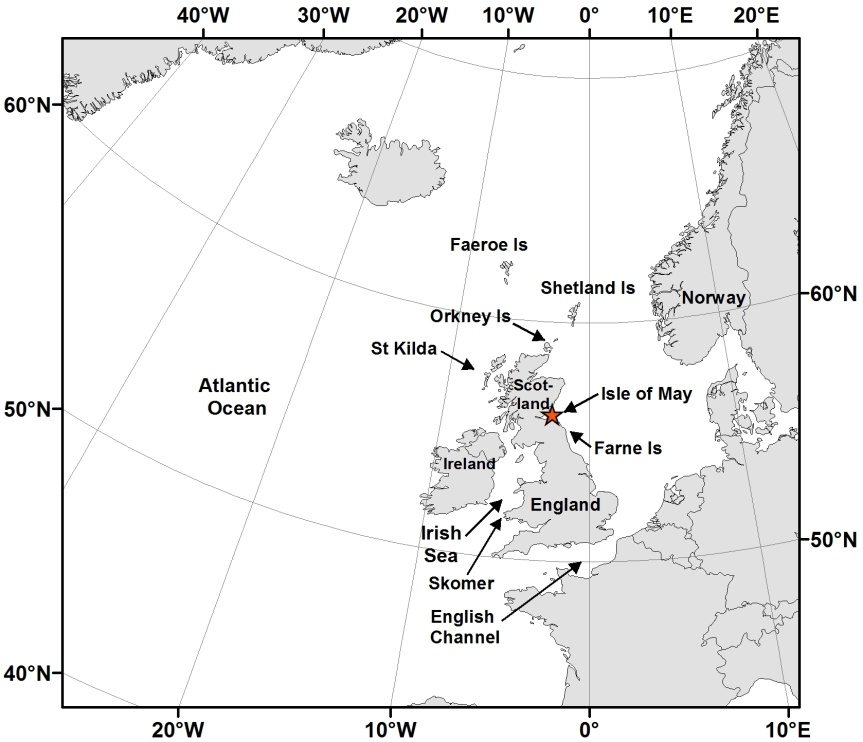 40°W 30°W 20°W 10°W 0° 10°E 20°E
60°N
Faeroe Is
Shetland Is
60°N
Norway
Orkney Is
St Kilda
Atlantic
Ocean
Scot-
land
Isle of May
50°N
Farne Is
Ireland
England
Irish
Sea
50°N
Skomer
English
Channel
40°N
20°W 10°W 0° 10°E